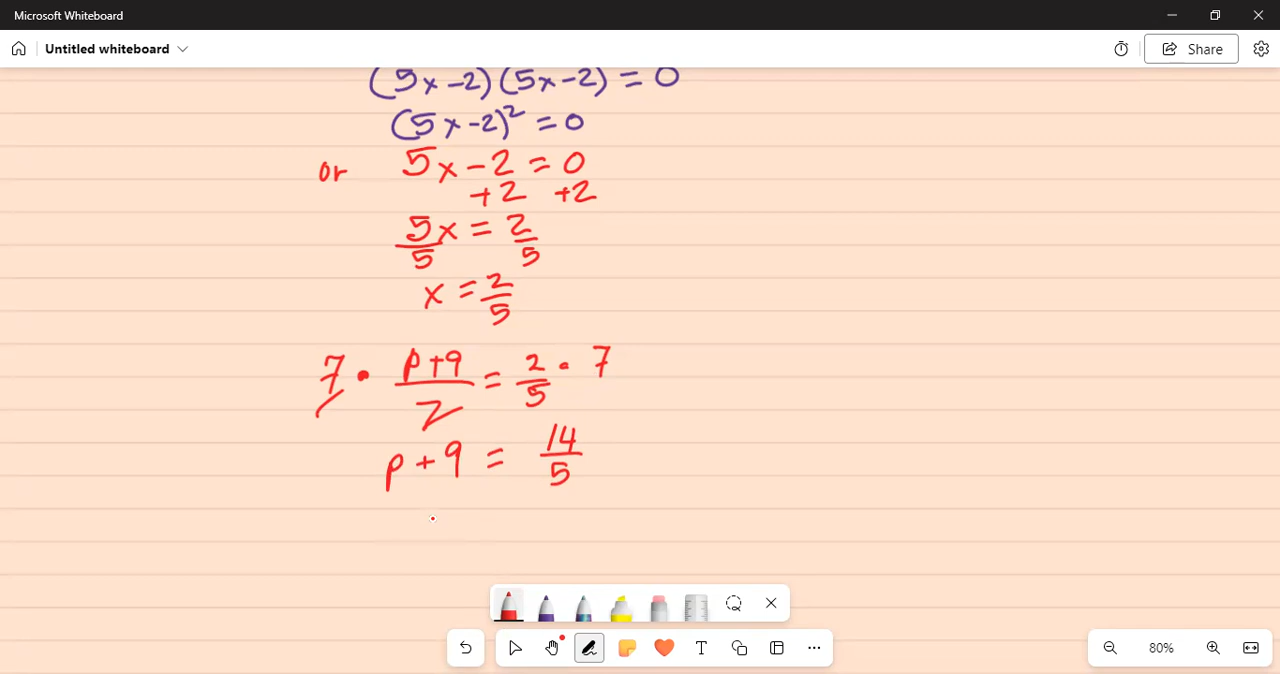 Microsoft Whiteboard
Untitled whiteboard
Share
(5x-2)(5x-2) = 0
(5x-2)² = 0
or 5x - 2 = 0
+2 +2
5x/5 = 2/5
x = 2/5
7 • (p+9)/7 = 2/5 • 7
p + 9 = 14/5
80%